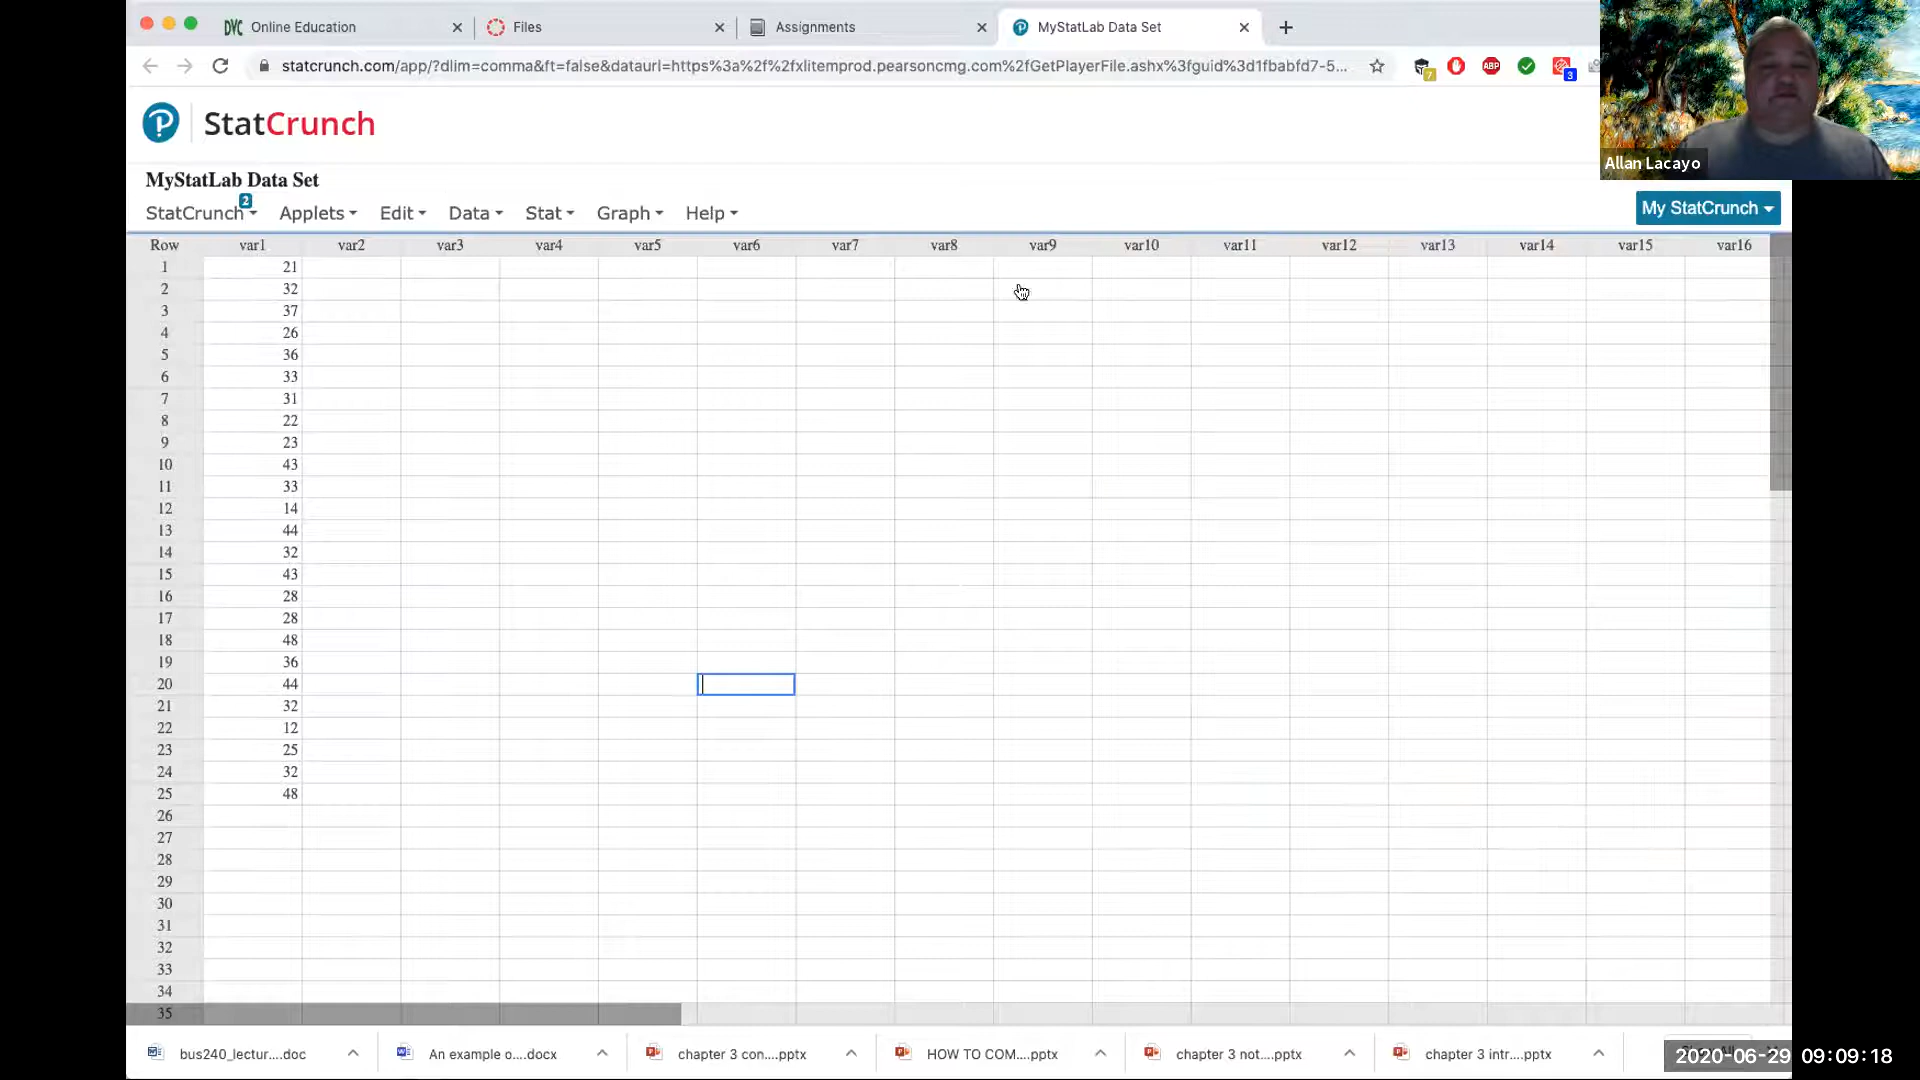 DVC Online Education
Files
Assignments
MyStatLab Data Set
statcrunch.com/app/?dlim=comma&ft=false&dataurl=https%3a%2f%2fxlitemprod.pearsoncmg.com%2fGetPlayerFile.ashx%3fguid%3d1fbabfd7-5...
7
ABP
3
Allan Lacayo
P StatCrunch
MyStatLab Data Set
StatCrunch 2 Applets Edit Data Stat Graph Help
My StatCrunch
Row var1 var2 var3 var4 var5 var6 var7 var8 var9 var10 var11 var12 var13 var14 var15 var16
1 21
2 32
3 37
4 26
5 36
6 33
7 31
8 22
9 23
10 43
11 33
12 14
13 44
14 32
15 43
16 28
17 28
18 48
19 36
20 44
21 32
22 12
23 25
24 32
25 48
26
27
28
29
30
31
32
33
34
35
bus240_lectur....doc
An example o....docx
chapter 3 con....pptx
HOW TO COM....pptx
chapter 3 not....pptx
chapter 3 intr....pptx
2020-06-29 09:09:18